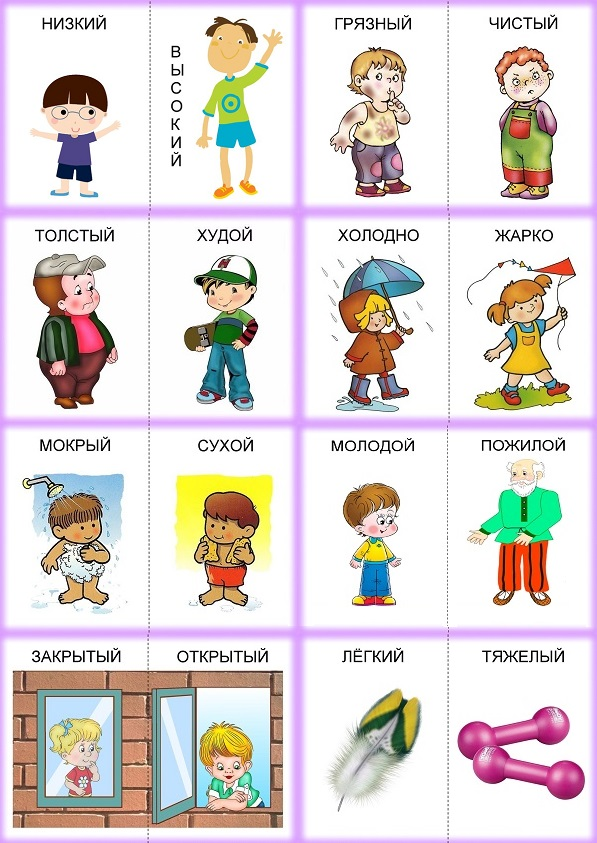 НИЗКИЙ
ВЫСОКИЙ
ГРЯЗНЫЙ
ЧИСТЫЙ
ТОЛСТЫЙ
ХУДОЙ
ХОЛОДНО
ЖАРКО
МОКРЫЙ
СУХОЙ
МОЛОДОЙ
ПОЖИЛОЙ
ЗАКРЫТЫЙ
ОТКРЫТЫЙ
ЛЁГКИЙ
ТЯЖЕЛЫЙ